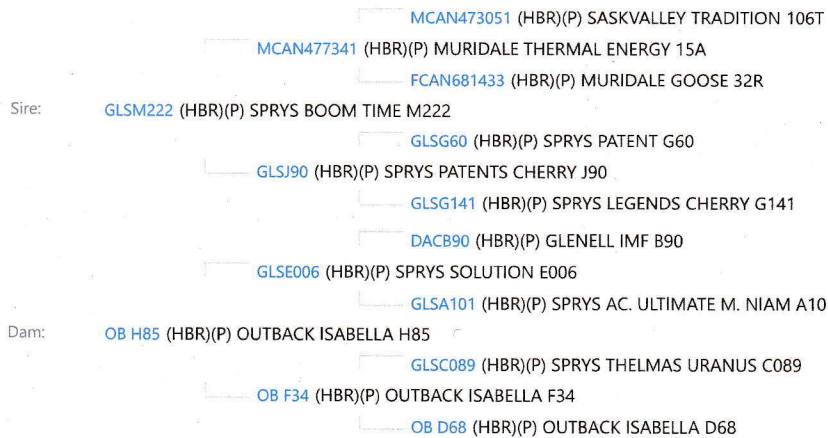 MCAN473051 (HBR)(P) SASKVALLEY TRADITION 106T
MCAN477341 (HBR)(P) MURIDALE THERMAL ENERGY 15A
FCAN681433 (HBR)(P) MURIDALE GOOSE 32R
Sire: GLSM222 (HBR)(P) SPRYS BOOM TIME M222
GLSG60 (HBR)(P) SPRYS PATENT G60
GLSJ90 (HBR)(P) SPRYS PATENTS CHERRY J90
GLSG141 (HBR)(P) SPRYS LEGENDS CHERRY G141
DACB90 (HBR)(P) GLENELL IMF B90
GLSE006 (HBR)(P) SPRYS SOLUTION E006
GLSA101 (HBR)(P) SPRYS AC. ULTIMATE M. NIAM A10
Dam: OB H85 (HBR)(P) OUTBACK ISABELLA H85
GLSC089 (HBR)(P) SPRYS THELMAS URANUS C089
OB F34 (HBR)(P) OUTBACK ISABELLA F34
OB D68 (HBR)(P) OUTBACK ISABELLA D68